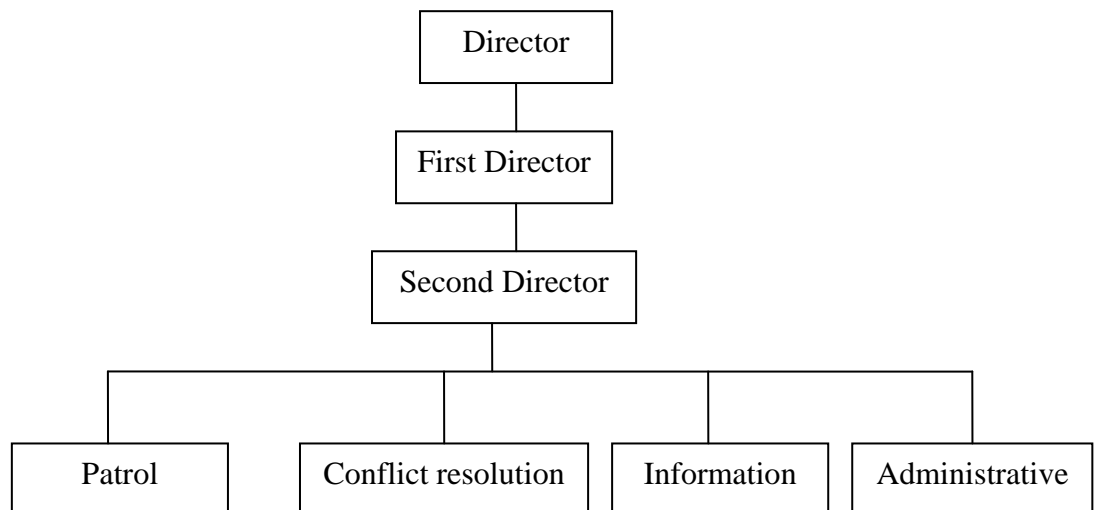 Director
First Director
Second Director
Patrol
Conflict resolution
Information
Administrative